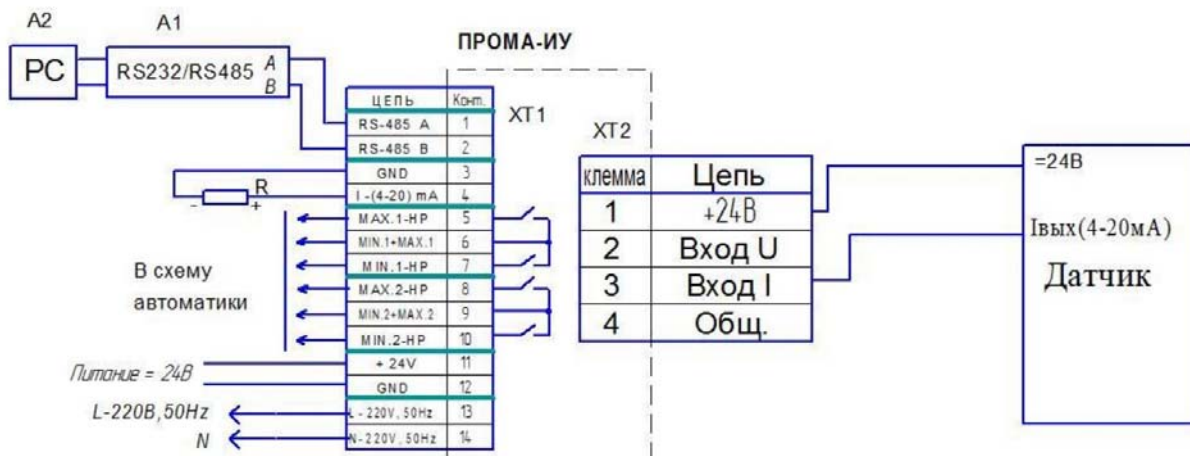 A2
A1
ПРОМА-ИУ
PC
RS232/RS485
A
B
ЦЕПЬ Конт.
XT1
RS-485 A 1
RS-485 B 2
GND 3
I-(4-20) mA 4
MAX.1-HP 5
MIN.1+MAX.1 6
MIN.1-HP 7
MAX.2-HP 8
MIN.2+MAX.2 9
MIN.2-HP 10
+ 24V 11
GND 12
L-220V, 50Hz 13
N-220V, 50Hz 14
R
- +
В схему
автоматики
Питание = 24В
L-220В,50Hz
N
XT2
клемма Цепь
1 +24В
2 Вход U
3 Вход I
4 Общ.
=24В
Iвых(4-20мА)
Датчик